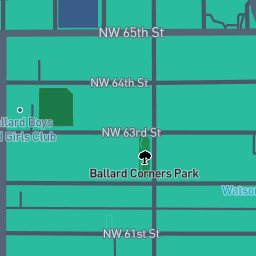 NW 65th St
NW 64th St
Ballard Boys
d Girls Club
NW 63rd St
Ballard Corners Park
Watso
NW 61st St